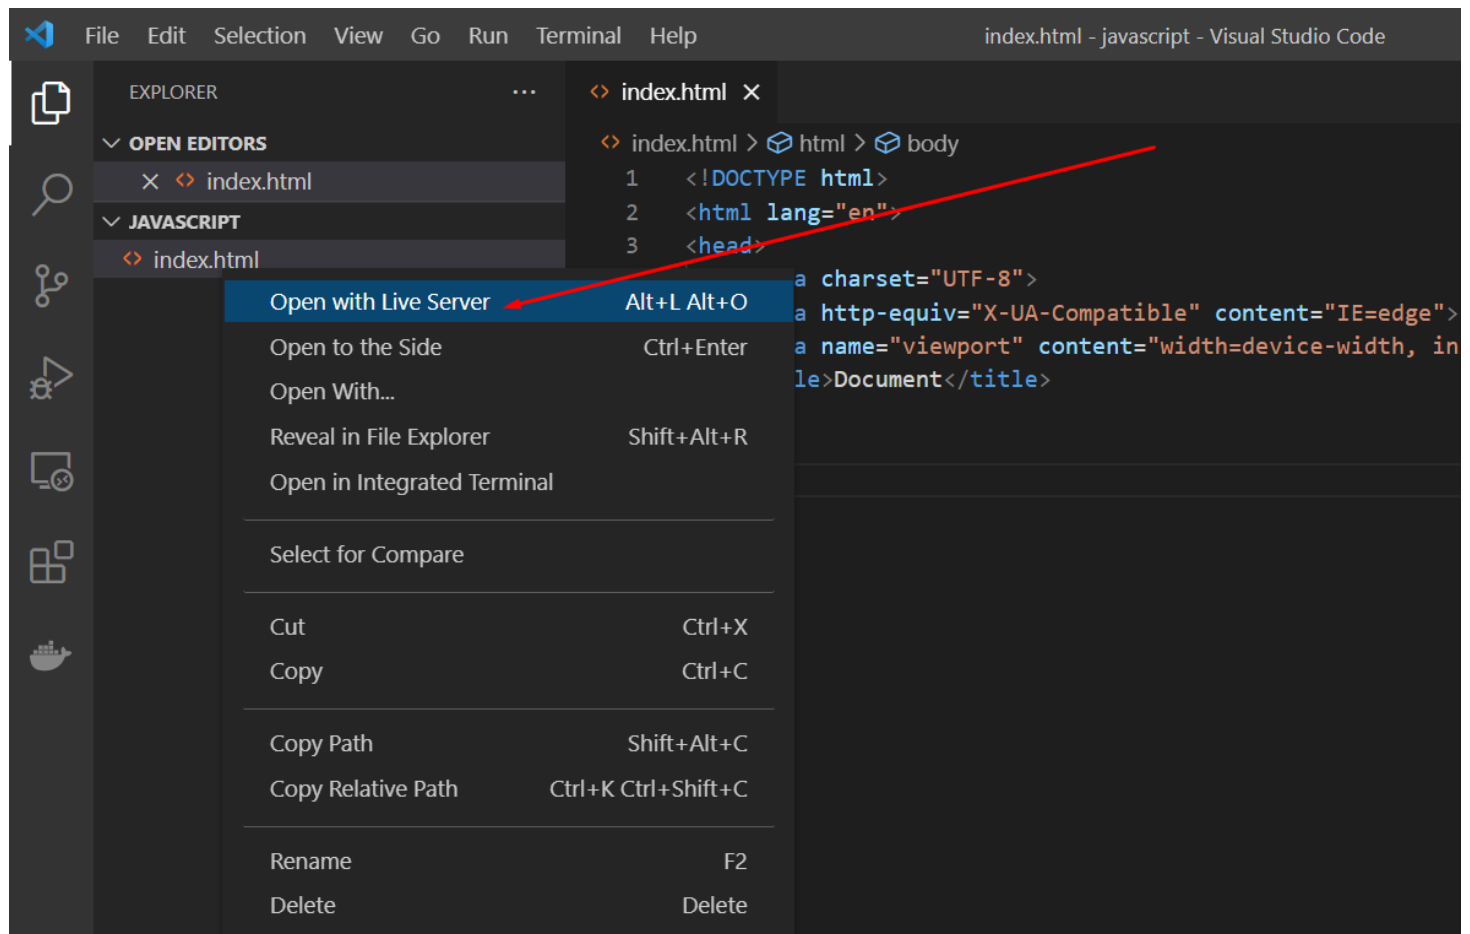 File Edit Selection View Go Run Terminal Help index.html - javascript - Visual Studio Code
EXPLORER ···
OPEN EDITORS
index.html
JAVASCRIPT
index.html
Open with Live Server Alt+L Alt+O
Open to the Side Ctrl+Enter
Open With...
Reveal in File Explorer Shift+Alt+R
Open in Integrated Terminal
Select for Compare
Cut Ctrl+X
Copy Ctrl+C
Copy Path Shift+Alt+C
Copy Relative Path Ctrl+K Ctrl+Shift+C
Rename F2
Delete Delete
index.html
index.html > html > body
1 <!DOCTYPE html>
2 <html lang="en">
3 <head>
a charset="UTF-8">
a http-equiv="X-UA-Compatible" content="IE=edge">
a name="viewport" content="width=device-width, in
le>Document</title>